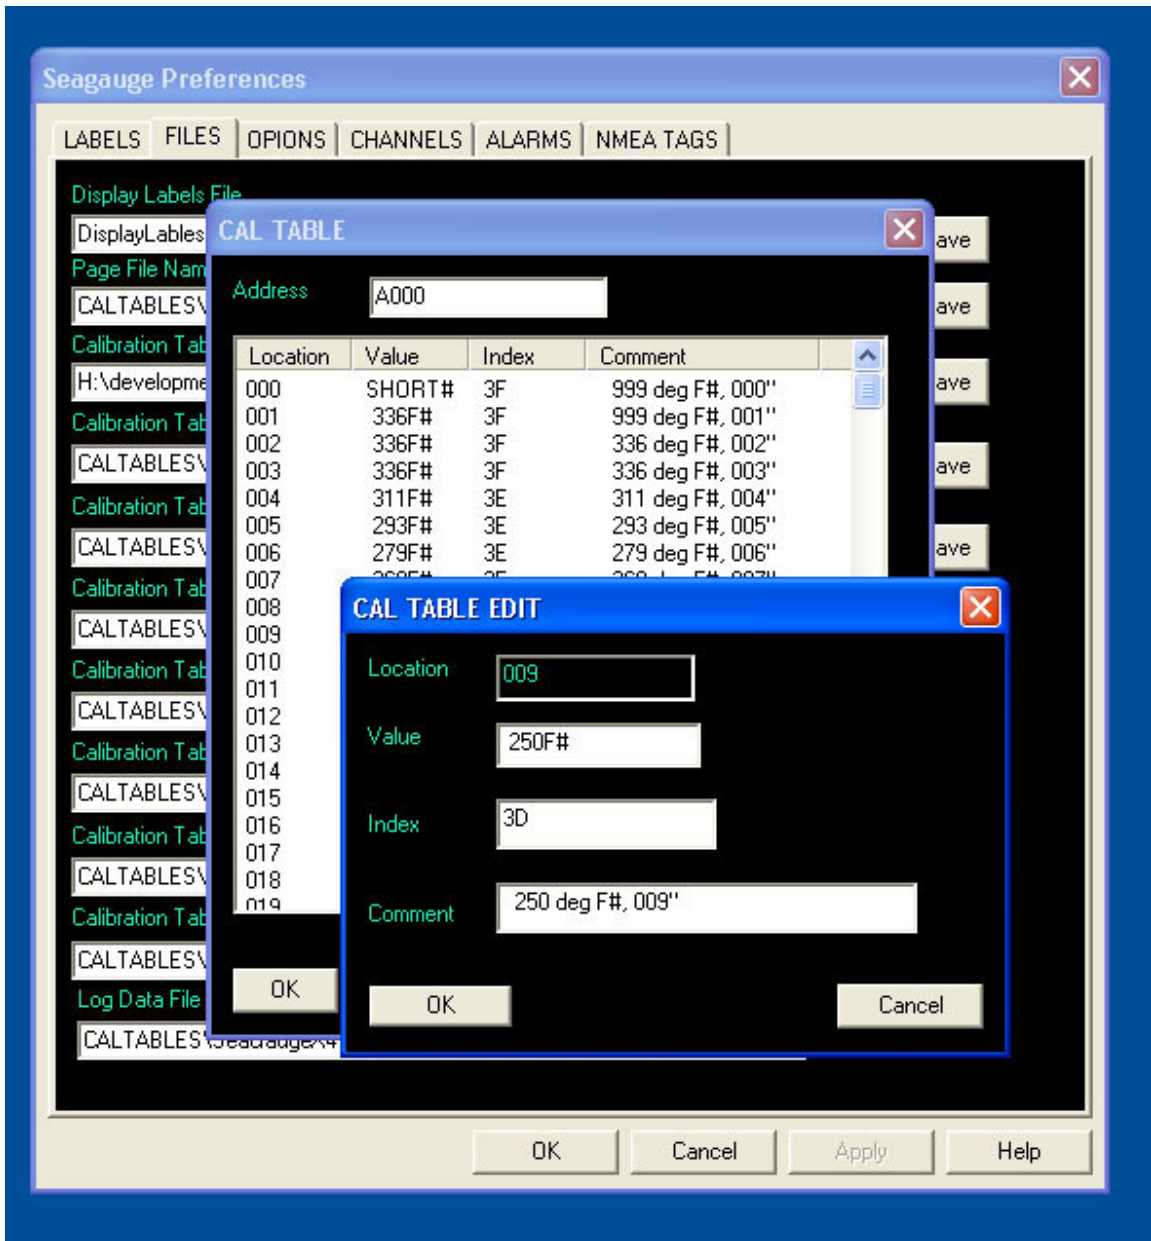 Seagauge Preferences
LABELS FILES OPIONS CHANNELS ALARMS NMEA TAGS
Display Labels File
DisplayLables
ave
Page File Nam
CALTABLES\
ave
Calibration Tab
H:\developme
ave
Calibration Tab
CALTABLES\
ave
Calibration Tab
CALTABLES\
ave
Calibration Tab
CALTABLES\
Calibration Tab
CALTABLES\
Calibration Tab
CALTABLES\
Calibration Tab
CALTABLES\
Calibration Tab
CALTABLES\
Log Data File
CALTABLES\SeagaugeX4
OK Cancel Apply Help
CAL TABLE
Address A000
Location Value Index Comment
000 SHORT# 3F 999 deg F#, 000"
001 336F# 3F 999 deg F#, 001"
002 336F# 3F 336 deg F#, 002"
003 336F# 3F 336 deg F#, 003"
004 311F# 3E 311 deg F#, 004"
005 293F# 3E 293 deg F#, 005"
006 279F# 3E 279 deg F#, 006"
007
008
009
010
011
012
013
014
015
016
017
018
019
OK
CAL TABLE EDIT
Location 009
Value 250F#
Index 3D
Comment 250 deg F#, 009"
OK Cancel